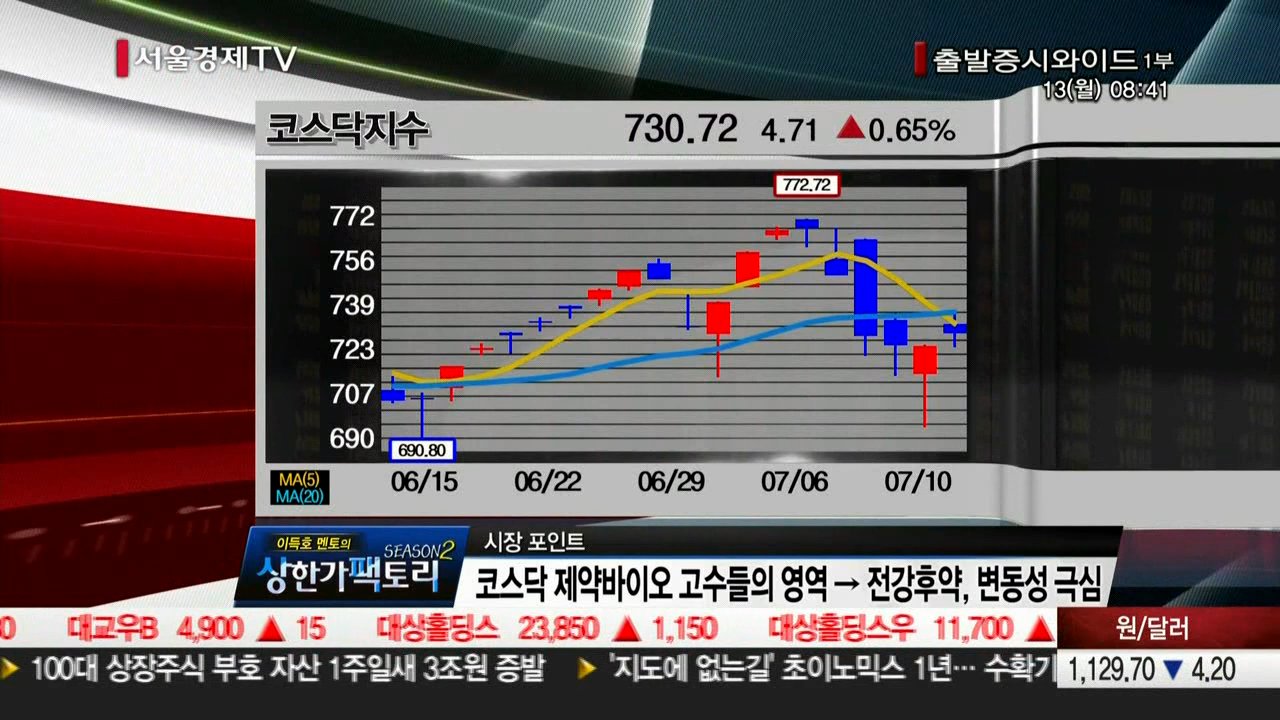 서울경제TV
출발증시와이드 1부
13(월) 08:41
코스닥지수 730.72 4.71 ▲0.65%
772.72
772
756
739
723
707
690
690.80
06/15 06/22 06/29 07/06 07/10
MA(5)
MA(20)
이득호 멘토의
상한가팩토리 SEASON2
시장 포인트
코스닥 제약바이오 고수들의 영역 → 전강후약, 변동성 극심
대교우B 4,900 ▲ 15 대상홀딩스 23,850 ▲ 1,150 대상홀딩스우 11,700 ▲
원/달러
100대 상장주식 부호 자산 1주일새 3조원 증발 '지도에 없는길' 초이노믹스 1년… 수확기
1,129.70 ▼ 4.20